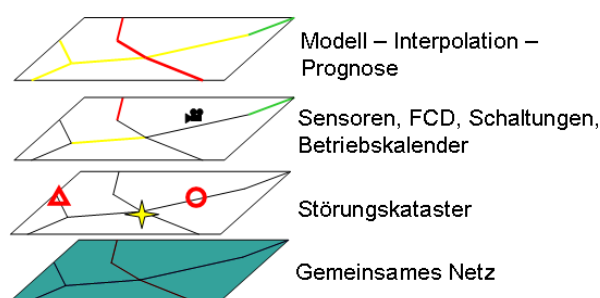 Modell – Interpolation –
Prognose
Sensoren, FCD, Schaltungen,
Betriebskalender
Störungskataster
Gemeinsames Netz